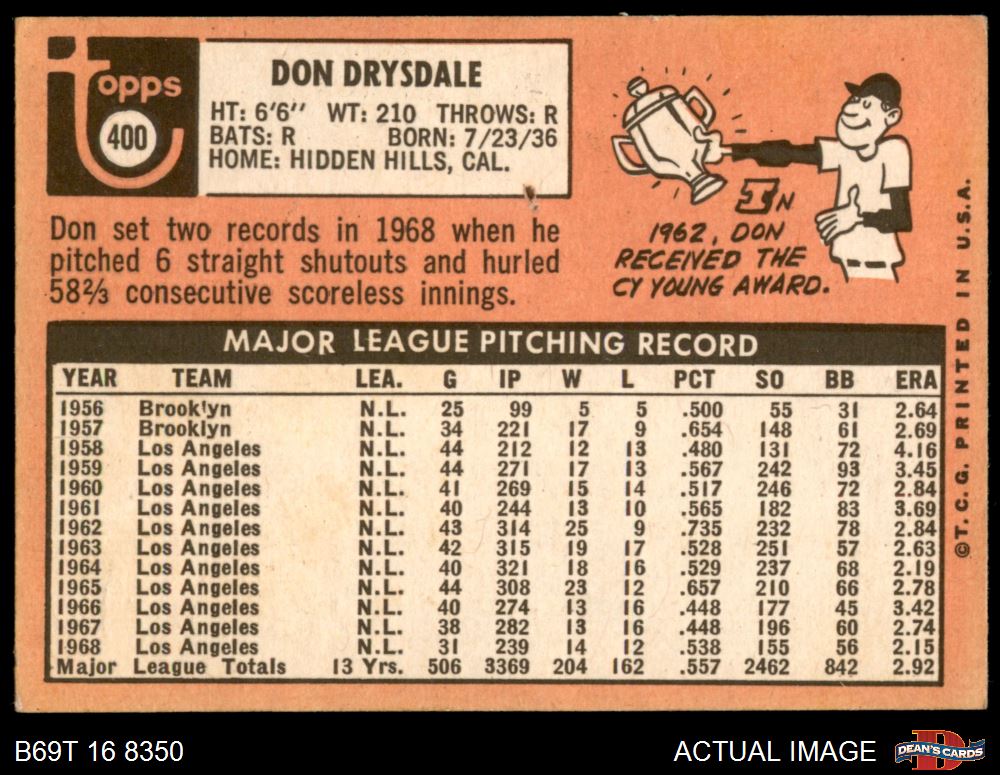 topps
400
DON DRYSDALE
HT: 6'6" WT: 210 THROWS: R
BATS: R BORN: 7/23/36
HOME: HIDDEN HILLS, CAL.
Don set two records in 1968 when he
pitched 6 straight shutouts and hurled
58⅔ consecutive scoreless innings.
IN
1962, DON
RECEIVED THE
CY YOUNG AWARD.
MAJOR LEAGUE PITCHING RECORD
YEAR TEAM LEA. G IP W L PCT SO BB ERA
1956 Brooklyn N.L. 25 99 5 5 .500 55 31 2.64
1957 Brooklyn N.L. 34 221 17 9 .654 148 61 2.69
1958 Los Angeles N.L. 44 212 12 13 .480 131 72 4.16
1959 Los Angeles N.L. 44 271 17 13 .567 242 93 3.45
1960 Los Angeles N.L. 41 269 15 14 .517 246 72 2.84
1961 Los Angeles N.L. 40 244 13 10 .565 182 83 3.69
1962 Los Angeles N.L. 43 314 25 9 .735 232 78 2.84
1963 Los Angeles N.L. 42 315 19 17 .528 251 57 2.63
1964 Los Angeles N.L. 40 321 18 16 .529 237 68 2.19
1965 Los Angeles N.L. 44 308 23 12 .657 210 66 2.78
1966 Los Angeles N.L. 40 274 13 16 .448 177 45 3.42
1967 Los Angeles N.L. 38 282 13 16 .448 196 60 2.74
1968 Los Angeles N.L. 31 239 14 12 .538 155 56 2.15
Major League Totals 13 Yrs. 506 3369 204 162 .557 2462 842 2.92
©T.C.G. PRINTED IN U.S.A.
B69T 16 8350
ACTUAL IMAGE
DEAN'S CARDS